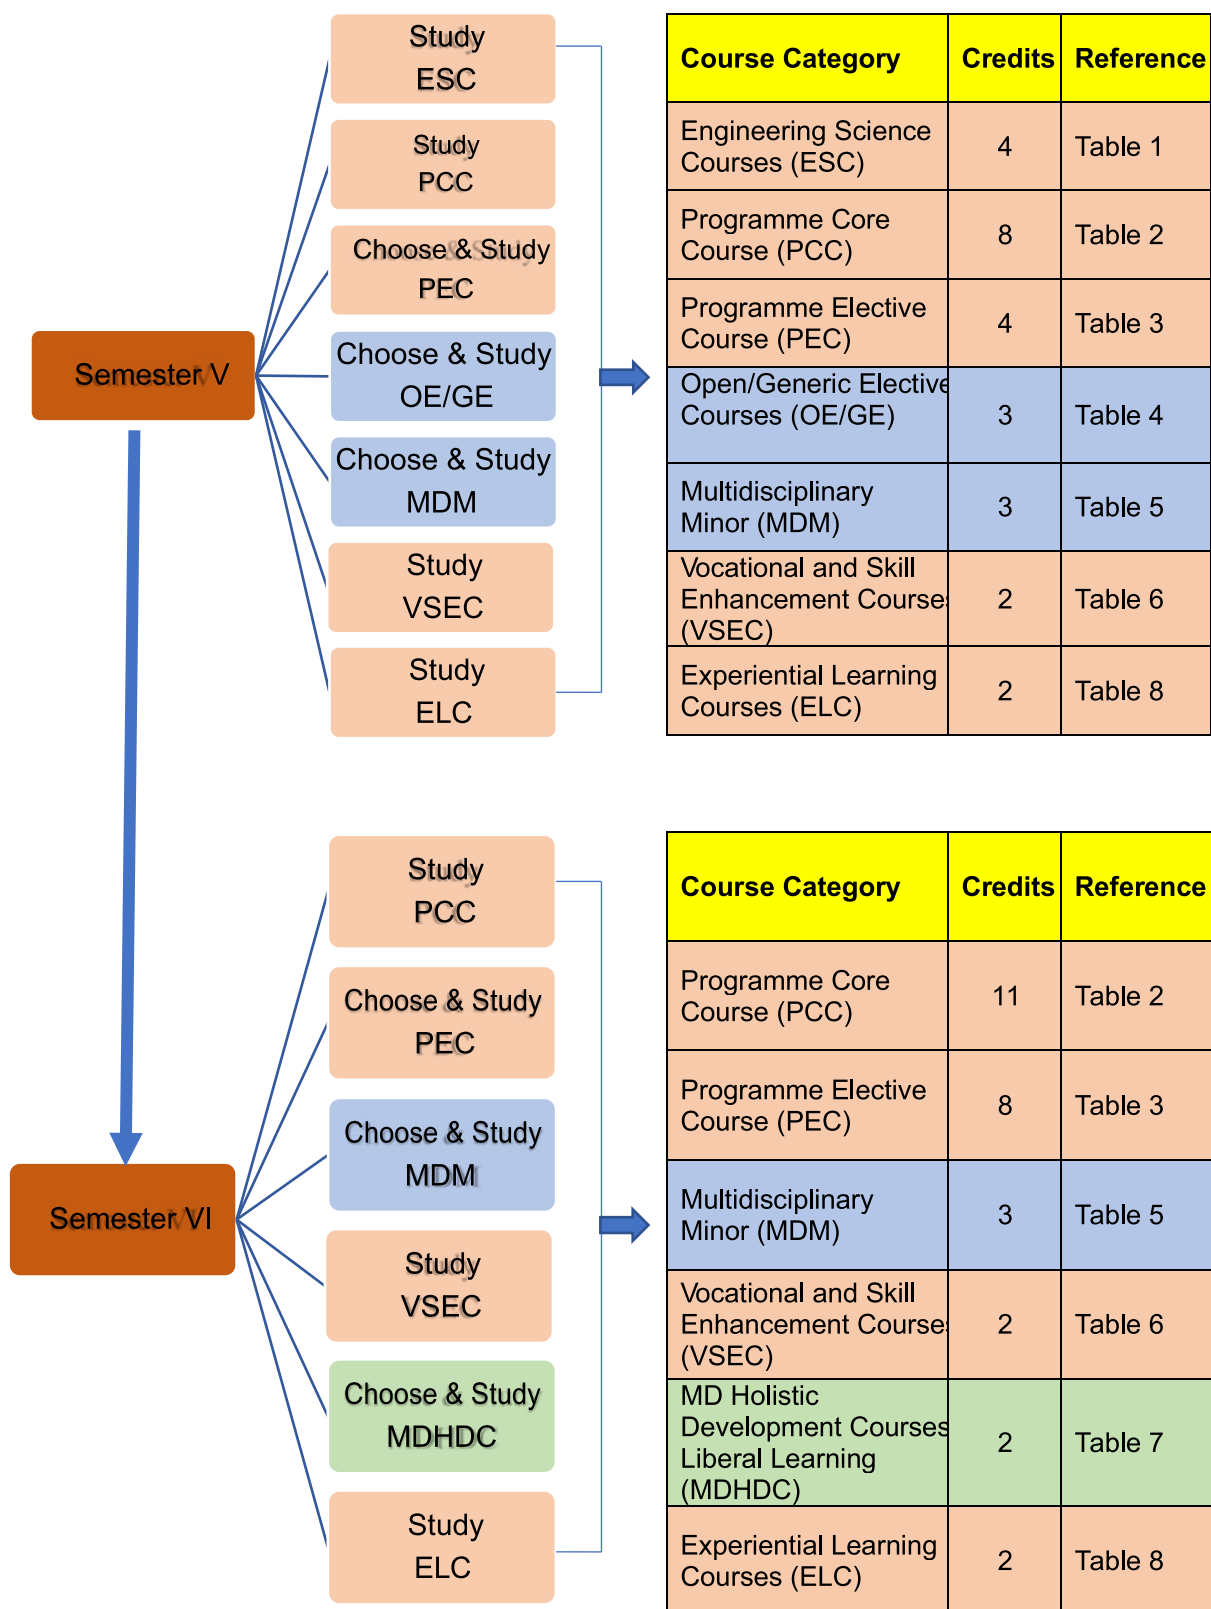 Semester V
Study
ESC
Study
PCC
Choose & Study
PEC
Choose & Study
OE/GE
Choose & Study
MDM
Study
VSEC
Study
ELC
Course Category Credits Reference
Engineering Science
Courses (ESC) 4 Table 1
Programme Core
Course (PCC) 8 Table 2
Programme Elective
Course (PEC) 4 Table 3
Open/Generic Elective
Courses (OE/GE) 3 Table 4
Multidisciplinary
Minor (MDM) 3 Table 5
Vocational and Skill
Enhancement Courses 2 Table 6
(VSEC)
Experiential Learning
Courses (ELC) 2 Table 8
Semester VI
Study
PCC
Choose & Study
PEC
Choose & Study
MDM
Study
VSEC
Choose & Study
MDHDC
Study
ELC
Course Category Credits Reference
Programme Core
Course (PCC) 11 Table 2
Programme Elective
Course (PEC) 8 Table 3
Multidisciplinary
Minor (MDM) 3 Table 5
Vocational and Skill
Enhancement Courses 2 Table 6
(VSEC)
MD Holistic
Development Courses
Liberal Learning 2 Table 7
(MDHDC)
Experiential Learning
Courses (ELC) 2 Table 8